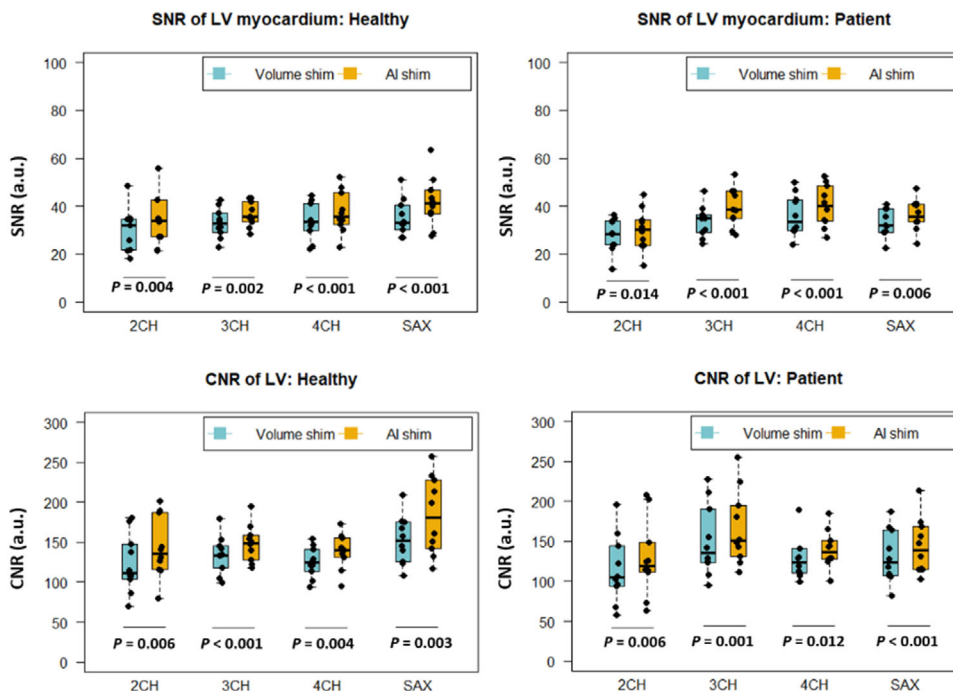 SNR of LV myocardium: Healthy
Volume shim AI shim
SNR (a.u.)
100
80
60
40
20
0
P = 0.004 P = 0.002 P < 0.001 P < 0.001
2CH 3CH 4CH SAX
SNR of LV myocardium: Patient
Volume shim AI shim
SNR (a.u.)
100
80
60
40
20
0
P = 0.014 P < 0.001 P < 0.001 P = 0.006
2CH 3CH 4CH SAX
CNR of LV: Healthy
Volume shim AI shim
CNR (a.u.)
300
250
200
150
100
50
0
P = 0.006 P < 0.001 P = 0.004 P = 0.003
2CH 3CH 4CH SAX
CNR of LV: Patient
Volume shim AI shim
CNR (a.u.)
300
250
200
150
100
50
0
P = 0.006 P = 0.001 P = 0.012 P < 0.001
2CH 3CH 4CH SAX